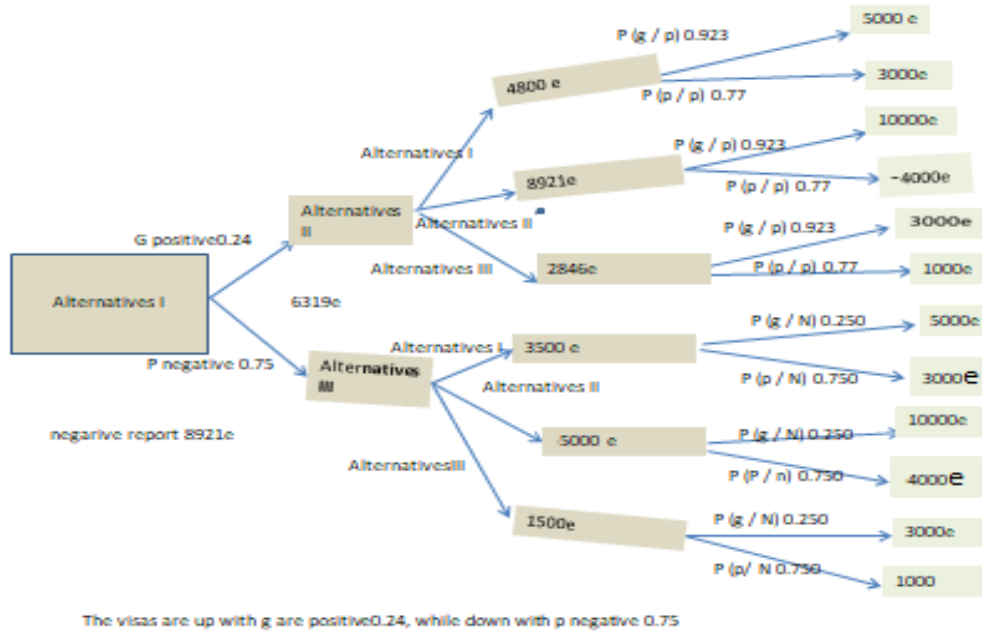 5000 e
P (g / p) 0.923
4800 e
3000e
P (p / p) 0.77
10000e
P (g / p) 0.923
Alternatives I
8921e
P (p / p) 0.77
-4000e
Alternatives
II
Alternatives II
P (g / p) 0.923
3000e
G positive0.24
Alternatives III
2846e
P (p / p) 0.77
1000e
Alternatives I
6319e
P (g / N) 0.250
5000e
Alternatives I
3500 e
P negative 0.75
Alternatives
III
P (p / N) 0.750
3000e
Alternatives II
10000e
negarive report 8921e
5000 e
P (g / N) 0.250
AlternativesIII
P (P / n) 0.750
4000e
1500e
P (g / N) 0.250
3000e
P (p/ N 0.750
1000
The visas are up with g are positive0.24, while down with p negative 0.75